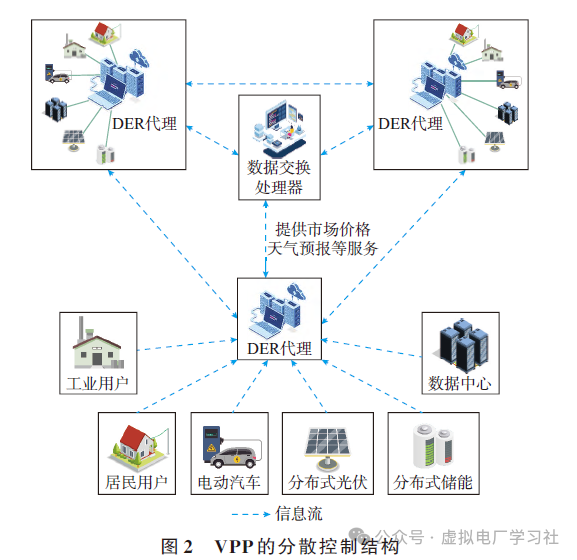 DER代理
DER代理
数据交换
处理器
提供市场价格
天气预报等服务
DER代理
工业用户
数据中心
居民用户
电动汽车
分布式光伏
分布式储能
信息流
图 2 VPP 的分散控制结构
公众号 · 虚拟电厂学习社